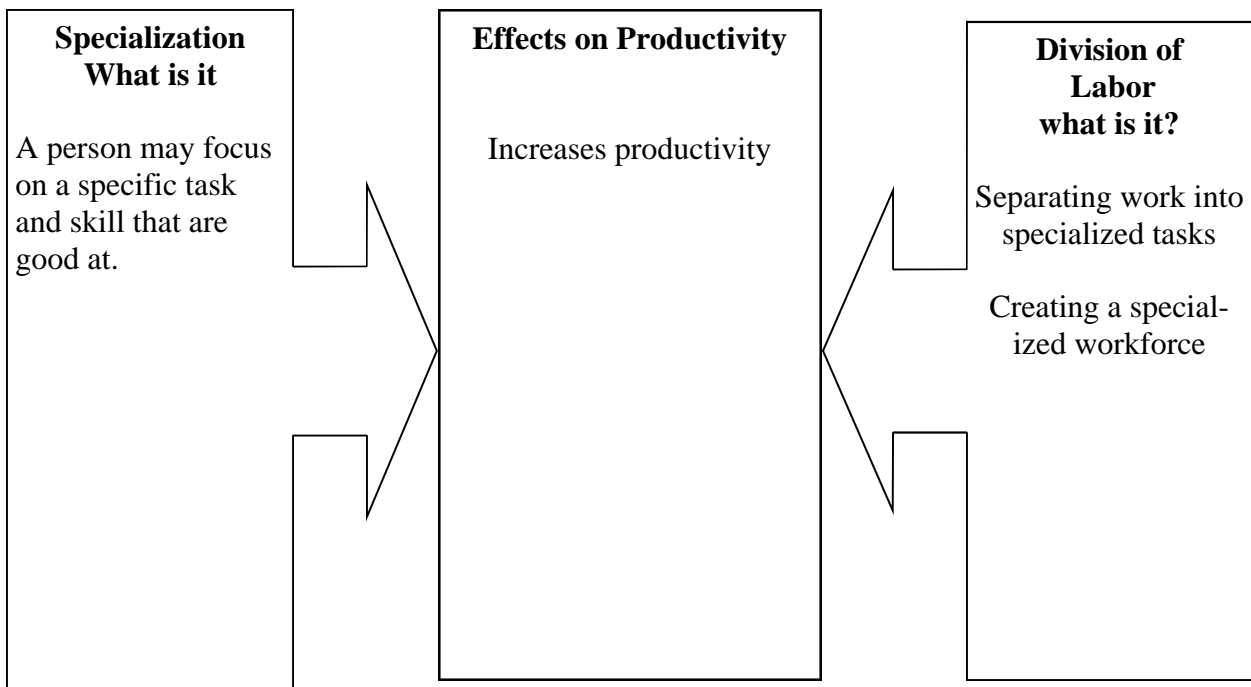 Specialization
What is it
A person may focus
on a specific task
and skill that are
good at.
Effects on Productivity
Increases productivity
Division of
Labor
what is it?
Separating work into
specialized tasks
Creating a special-
ized workforce